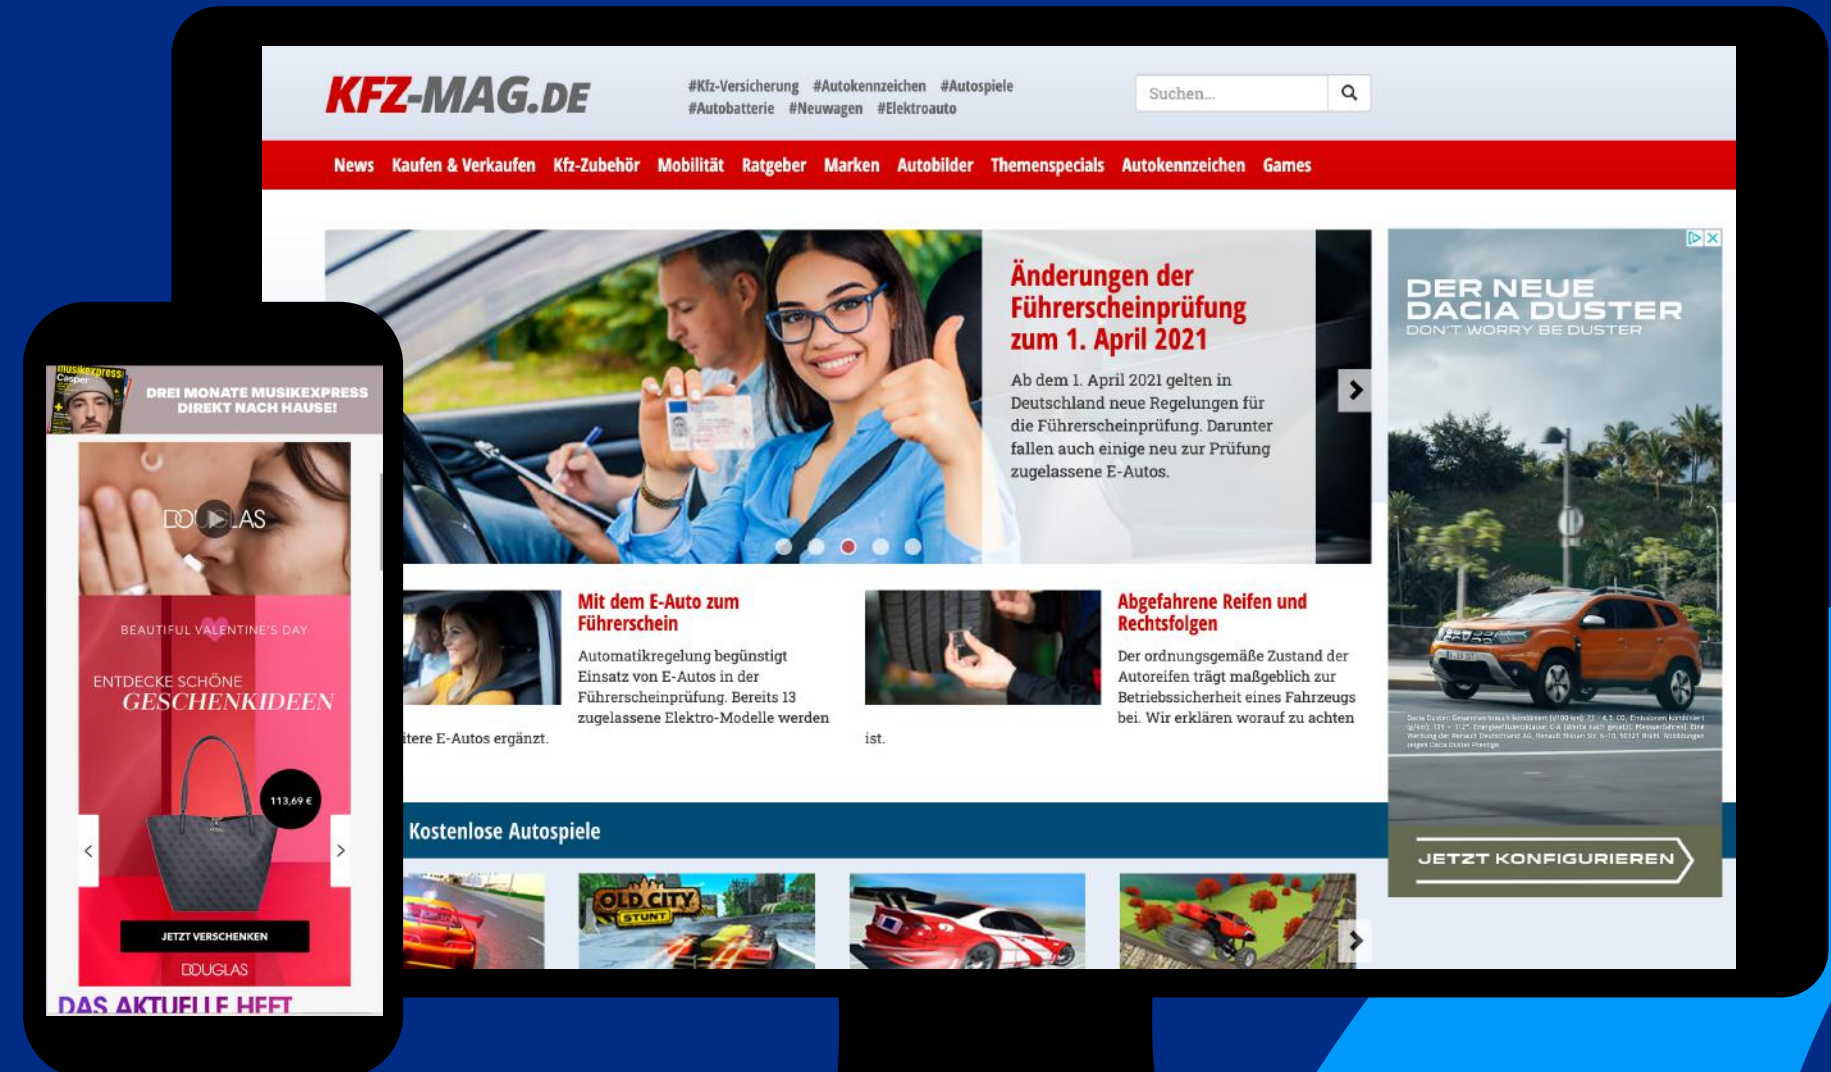 KFZ-MAG.DE
#Kfz-Versicherung #Autokennzeichen #Autospiele
#Autobatterie #Neuwagen #Elektroauto
Suchen...
News Kaufen & Verkaufen Kfz-Zubehör Mobilität Ratgeber Marken Autobilder Themenspecials Autokennzeichen Games
Änderungen der
Führerscheinprüfung
zum 1. April 2021
Ab dem 1. April 2021 gelten in
Deutschland neue Regelungen für
die Führerscheinprüfung. Darunter
fallen auch einige neu zur Prüfung
zugelassene E-Autos.
Mit dem E-Auto zum
Führerschein
Automatikregelung begünstigt
Einsatz von E-Autos in der
Führerscheinprüfung. Bereits 13
zugelassene Elektro-Modelle werden
itere E-Autos ergänzt.
Abgefahrene Reifen und
Rechtsfolgen
Der ordnungsgemäße Zustand der
Autoreifen trägt maßgeblich zur
Betriebssicherheit eines Fahrzeugs
bei. Wir erklären worauf zu achten
ist.
Kostenlose Autospiele
OLD CITY
STUNT
DER NEUE
DACIA DUSTER
DON'T WORRY BE DUSTER
JETZT KONFIGURIEREN
musikexpress
Casper
DREI MONATE MUSIKEXPRESS
DIREKT NACH HAUSE!
DOUGLAS
BEAUTIFUL VALENTINE'S DAY
ENTDECKE SCHÖNE
GESCHENKIDEEN
113,69 €
JETZT VERSCHENKEN
DOUGLAS
DAS AKTUELLE HEFT